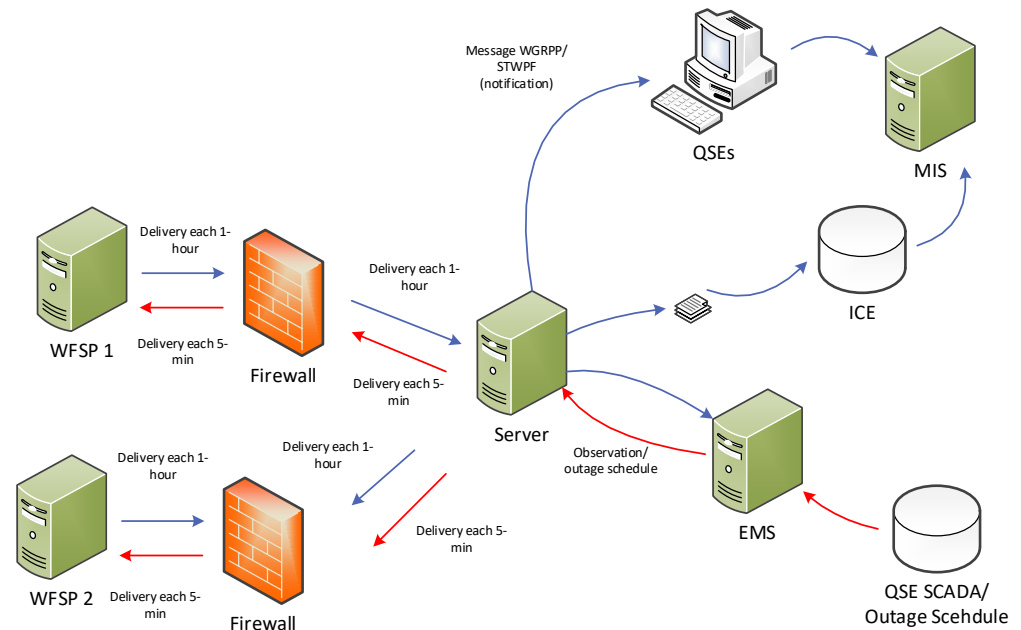 Message WGRPP/
STWPF
(notification)
QSEs
MIS
Delivery each 1-
hour
Delivery each 1-
hour
ICE
WFSP 1
Delivery each 5-
min
Firewall
Delivery each 5-
min
Server
Delivery each 1-
hour
Delivery each 1-
hour
Observation/
outage schedule
Delivery each 5-
min
EMS
WFSP 2
Delivery each 5-
min
Firewall
QSE SCADA/
Outage Scehdule